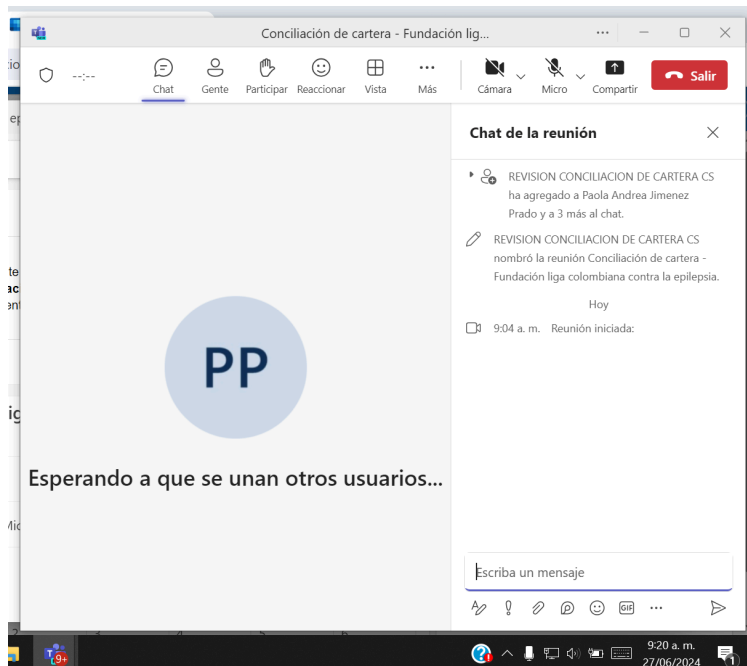 Conciliación de cartera - Fundación lig...
--:--
Chat
Gente
Participar
Reaccionar
Vista
Más
Cámara
Micro
Compartir
Salir
Chat de la reunión
REVISION CONCILIACION DE CARTERA CS
ha agregado a Paola Andrea Jimenez
Prado y a 3 más al chat.
REVISION CONCILIACION DE CARTERA CS
nombró la reunión Conciliación de cartera -
Fundación liga colombiana contra la epilepsia.
Hoy
9:04 a. m. Reunión iniciada:
PP
Esperando a que se unan otros usuarios...
Escriba un mensaje
GIF
9+
9:20 a. m.
27/06/2024
1